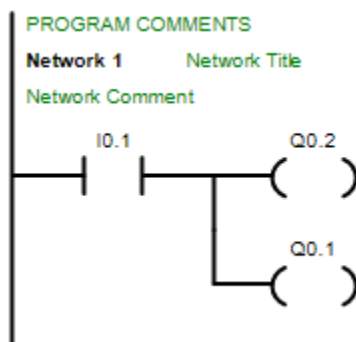 PROGRAM COMMENTS
Network 1 Network Title
Network Comment
I0.1 Q0.2
Q0.1